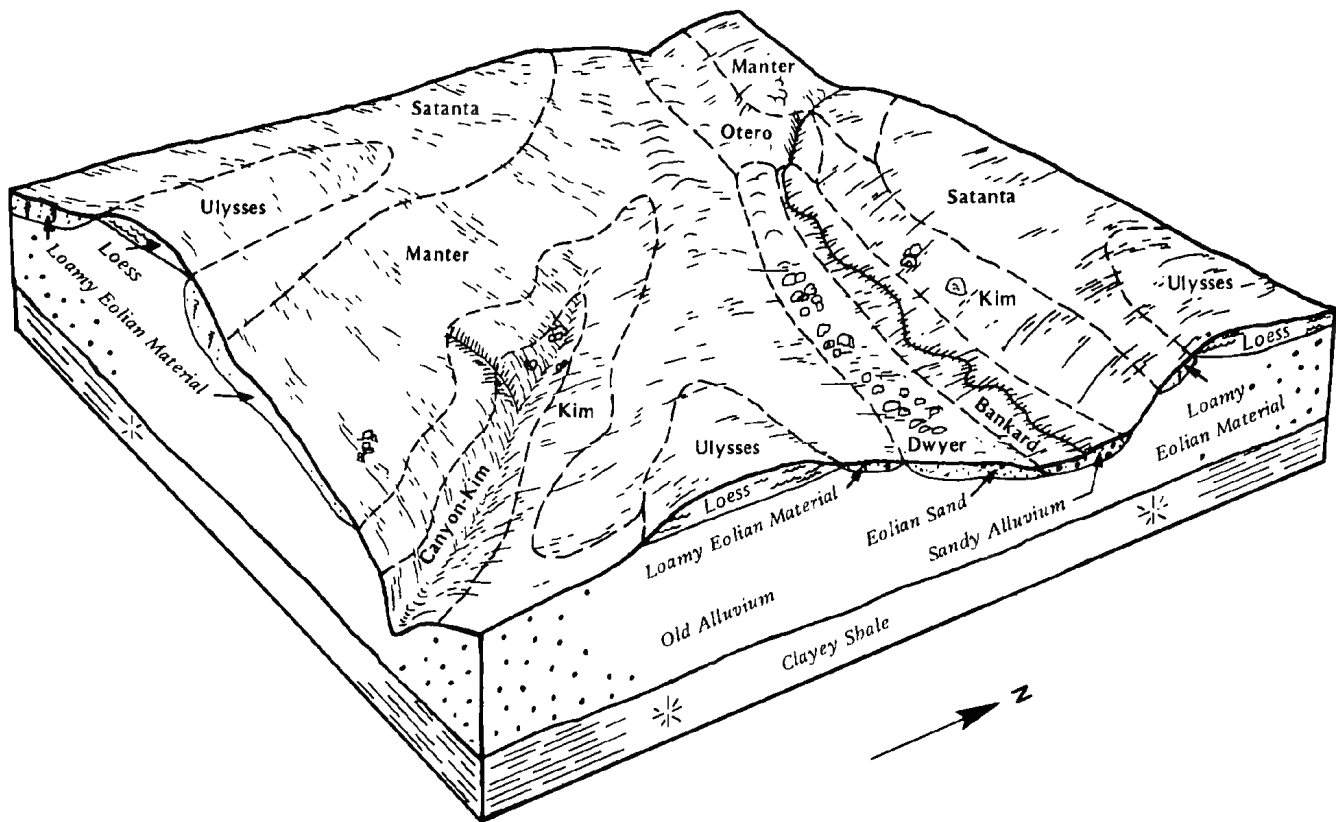 Manter
Satanta
Otero
Satanta
Ulysses
Manter
Kim
Ulysses
Loess
Loamy Eolian Material
Loess
Kim
Loamy
Eolian Material
Bankard
Ulysses
Dwyer
Canyon-Kim
Loess
Loamy Eolian Material
Eolian Sand
Sandy Alluvium
Old Alluvium
Clayey Shale
N